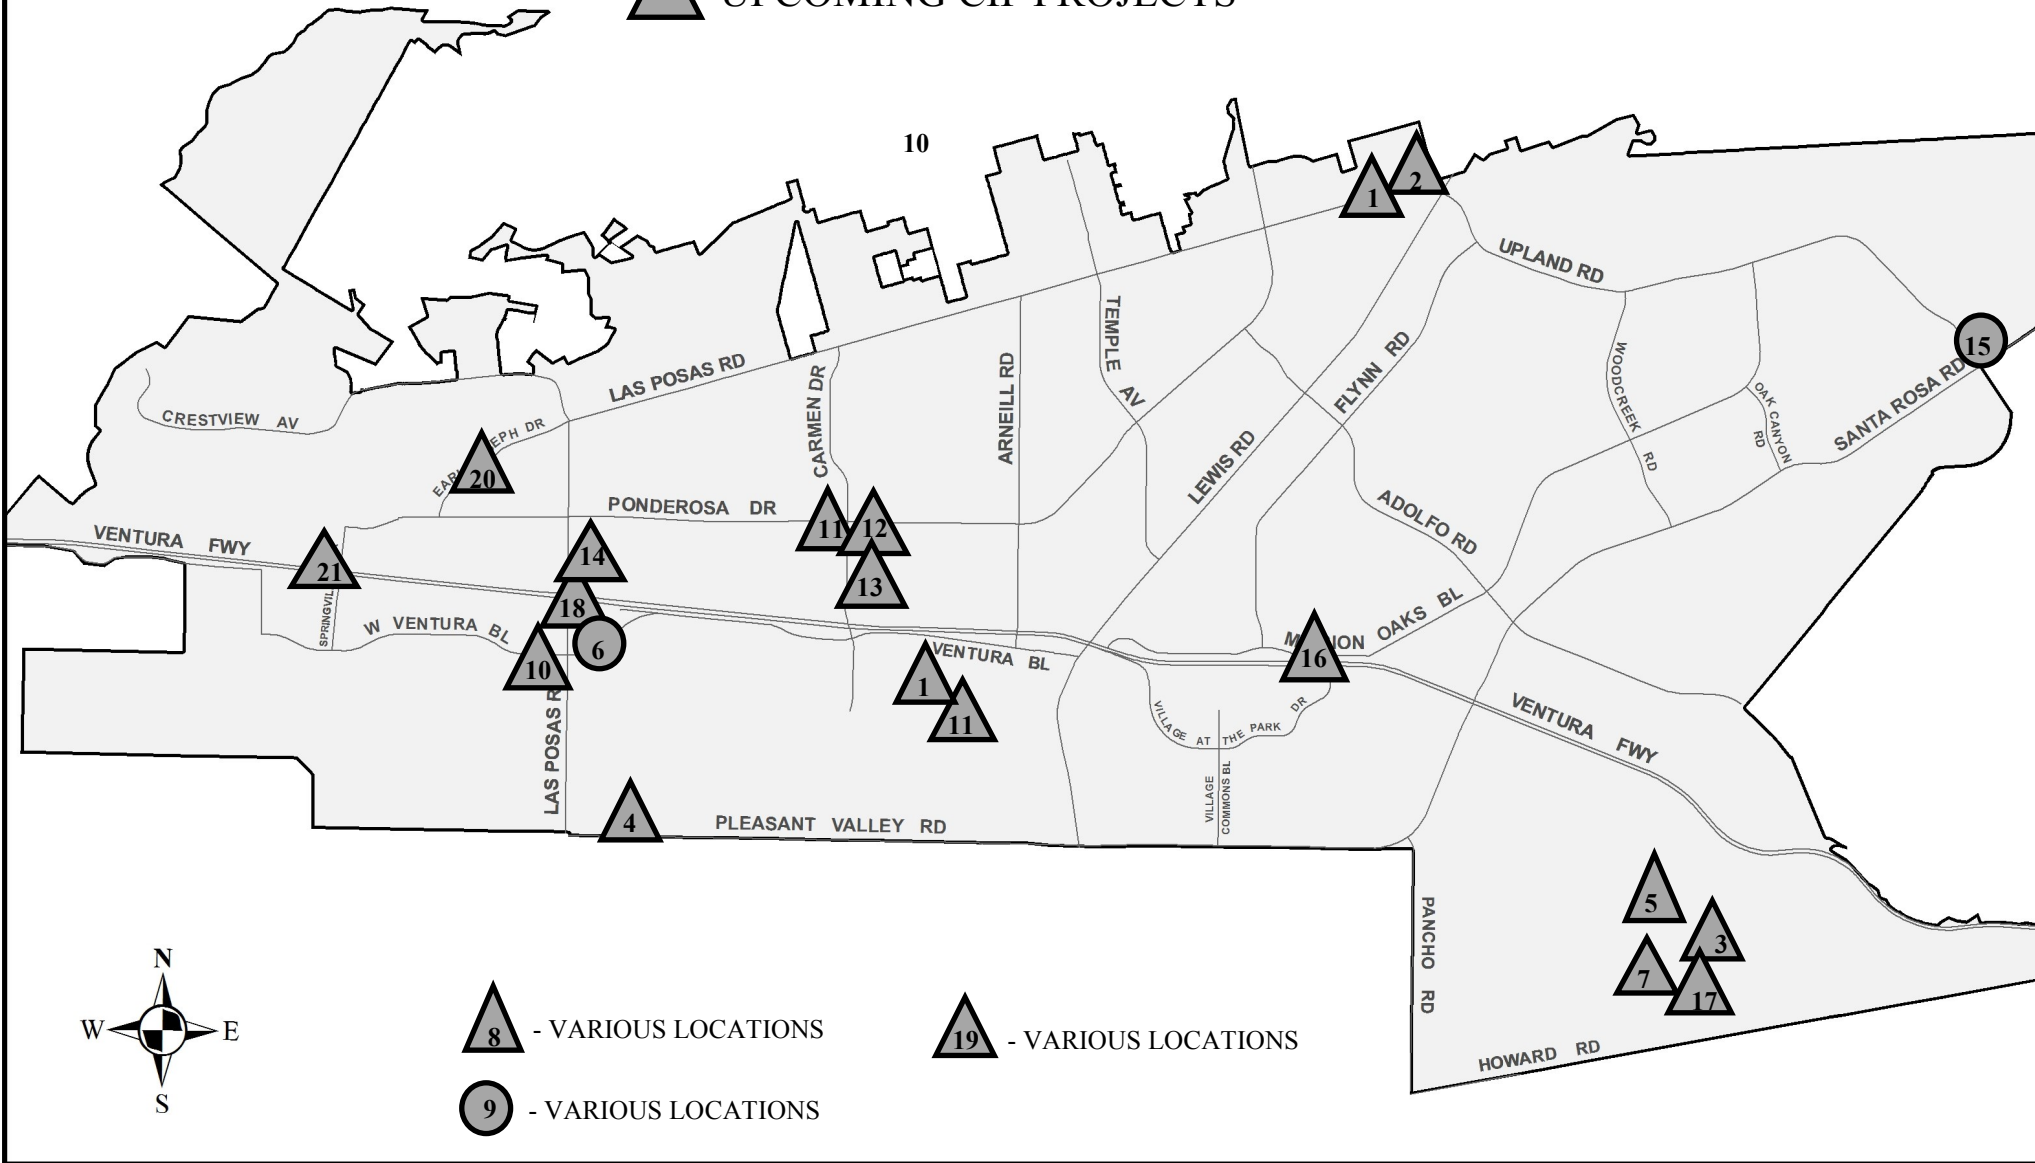 UPCOMING CIP PROJECTS
10
2
1
UPLAND RD
TEMPLE AV
15
WOODCREEK RD
OAK CANYON RD
SANTA ROSA RD
FLYNN RD
LAS POSAS RD
CARMEN DR
ARNEILL RD
CRESTVIEW AV
20
LEWIS RD
PONDEROSA DR
ADOLFO RD
11
12
VENTURA FWY
14
21
13
18
W VENTURA BL
6
10
OAKS BL
16
VENTURA BL
1
11
VILLAGE AT THE PARK DR
VENTURA FWY
LAS POSAS R
VILLAGE
COMMONS BL
4
PLEASANT VALLEY RD
5
3
7
17
PANCHO RD
HOWARD RD
N
W E
S
8 - VARIOUS LOCATIONS
19 - VARIOUS LOCATIONS
9 - VARIOUS LOCATIONS